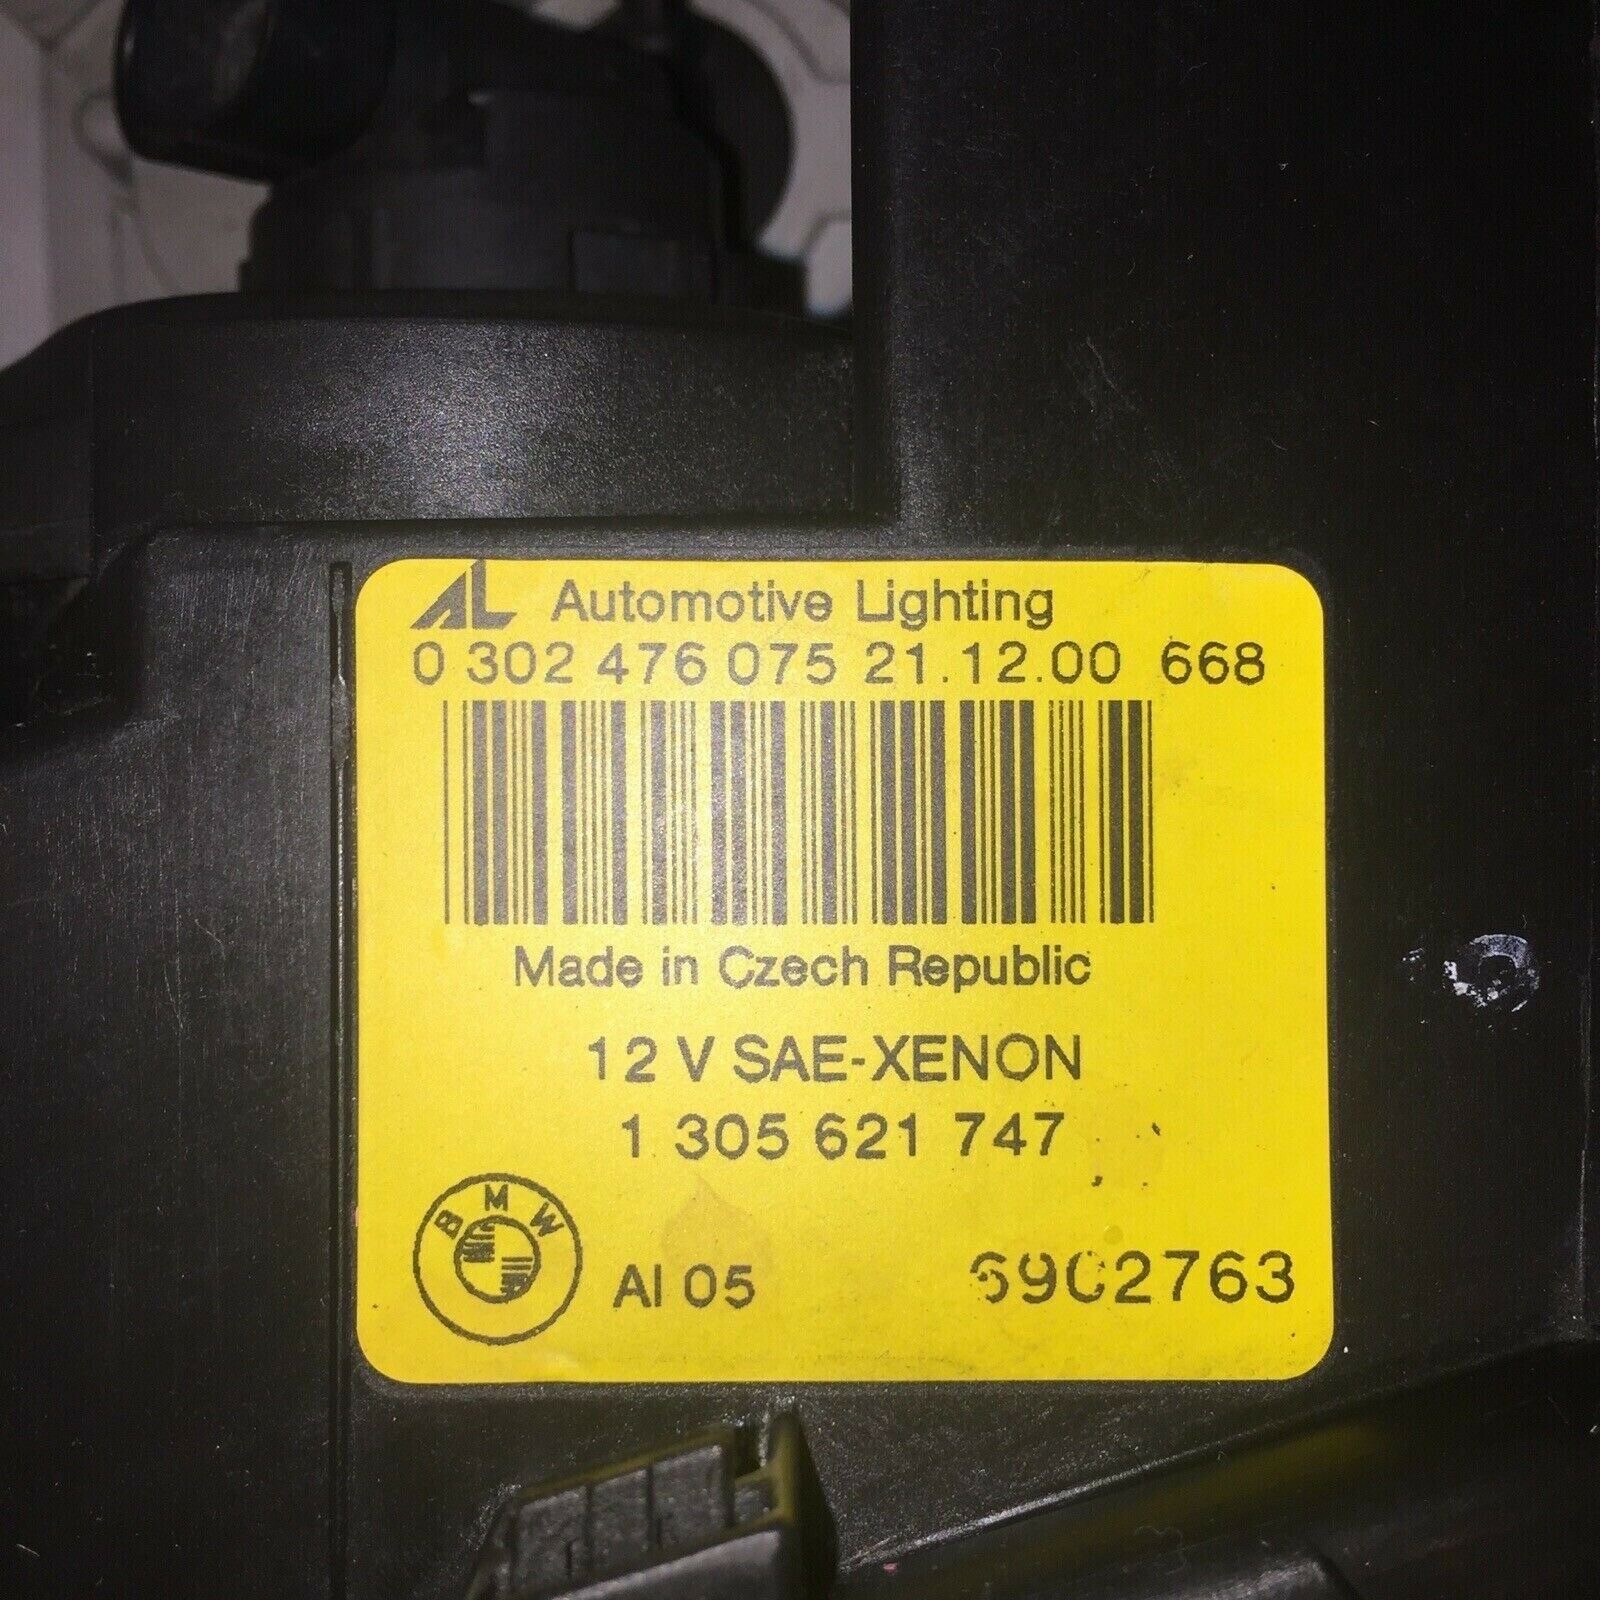 AL Automotive Lighting
0 302 476 075 21.12.00 668
Made in Czech Republic
12 V SAE-XENON
1 305 621 747
BMW
AI 05 6902763